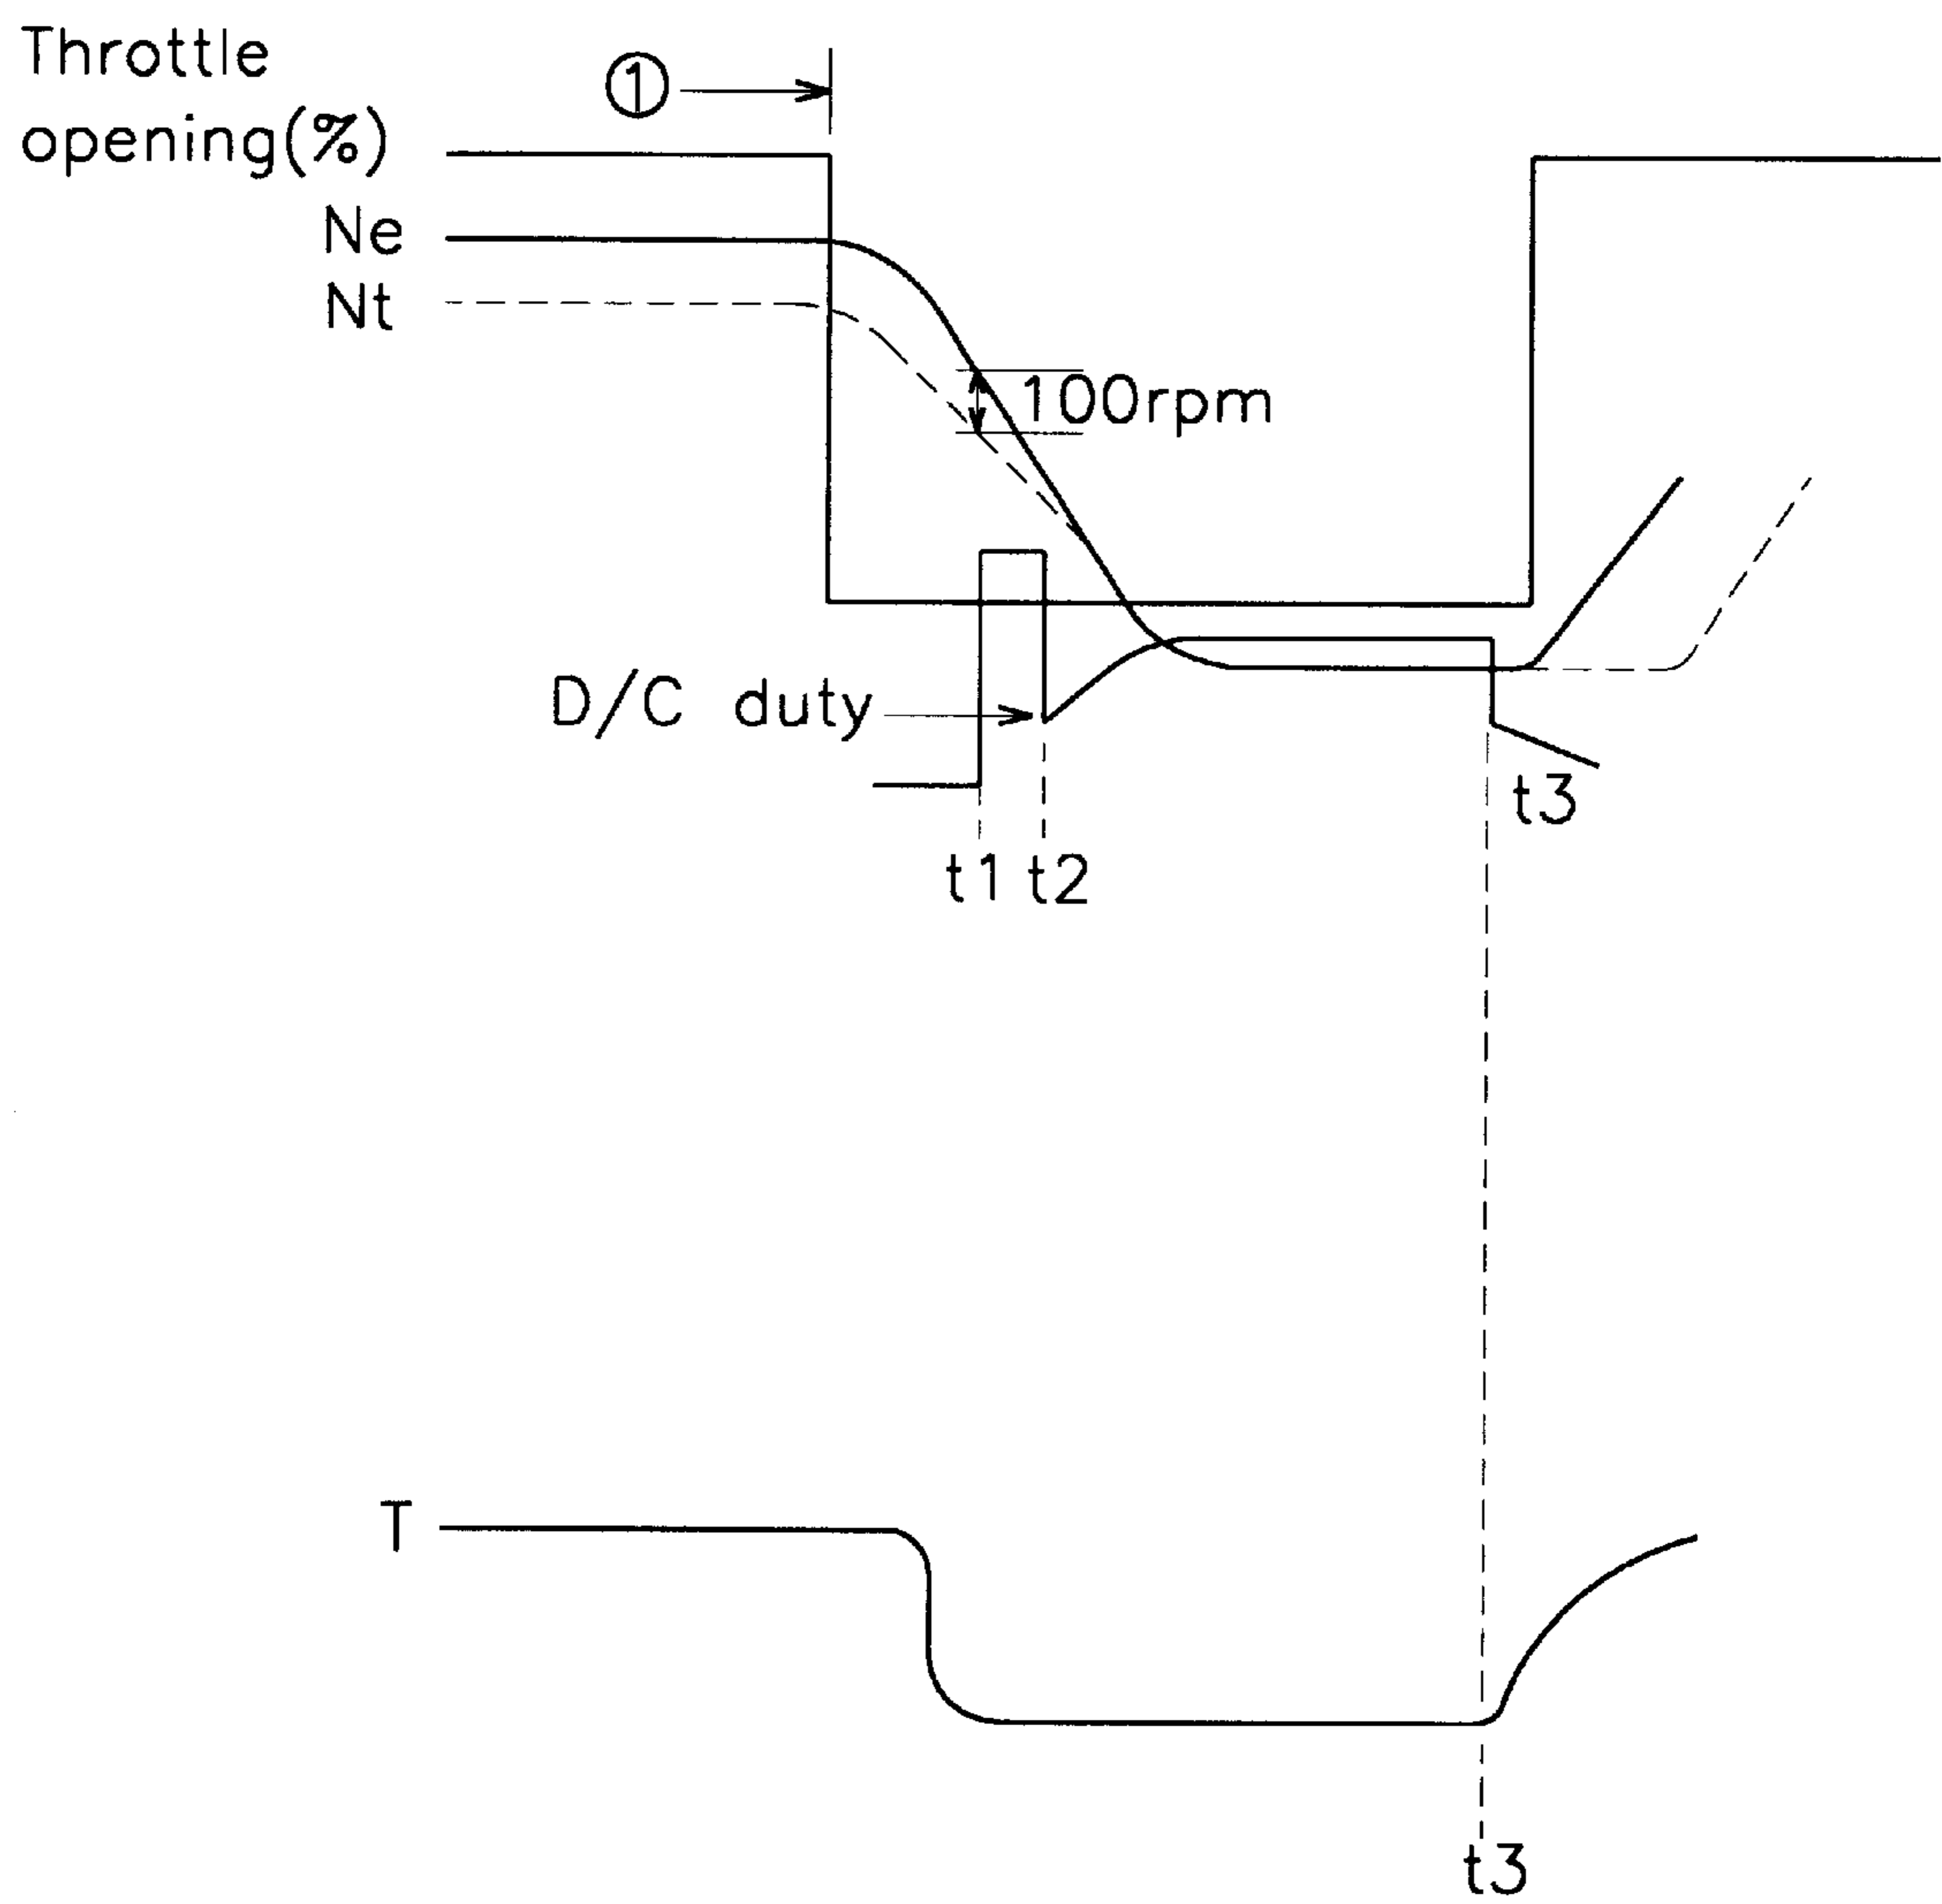 Throttle
opening(%)
①
Ne
Nt
100rpm
D/C duty
t3
t1 t2
T
t3